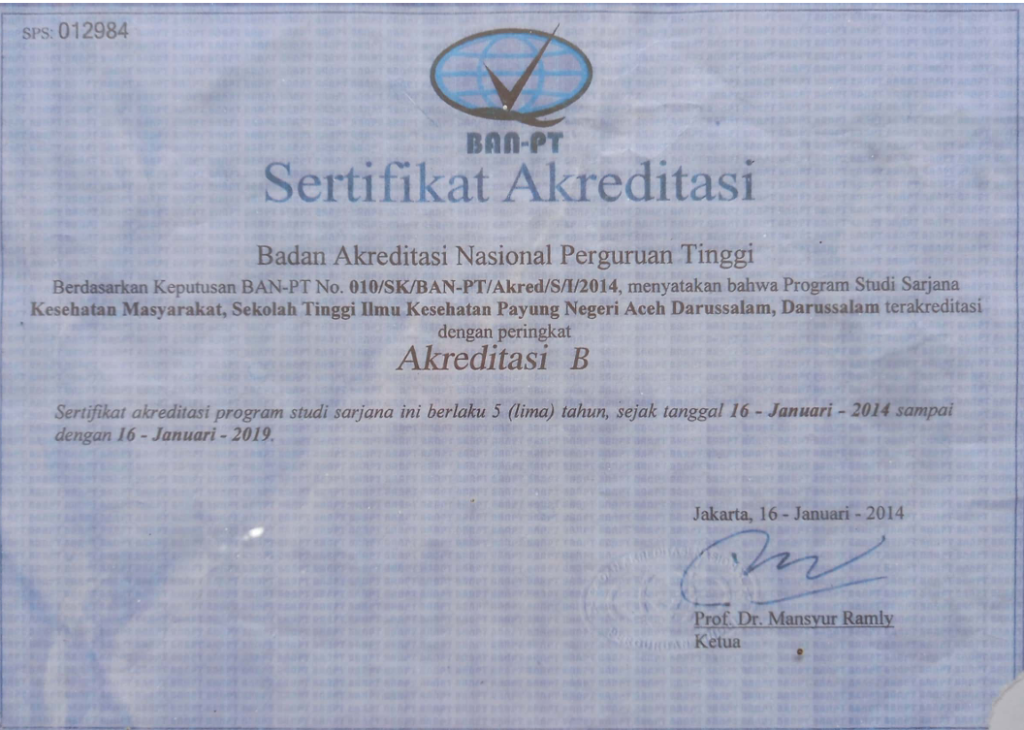 SPS: 012984
BAN-PT
Sertifikat Akreditasi
Badan Akreditasi Nasional Perguruan Tinggi
Berdasarkan Keputusan BAN-PT No. 010/SK/BAN-PT/Akred/S/I/2014, menyatakan bahwa Program Studi Sarjana
Kesehatan Masyarakat, Sekolah Tinggi Ilmu Kesehatan Payung Negeri Aceh Darussalam, Darussalam terakreditasi
dengan peringkat
Akreditasi B
Sertifikat akreditasi program studi sarjana ini berlaku 5 (lima) tahun, sejak tanggal 16 - Januari - 2014 sampai
dengan 16 - Januari - 2019.
Jakarta, 16 - Januari - 2014
Prof. Dr. Mansyur Ramly
Ketua